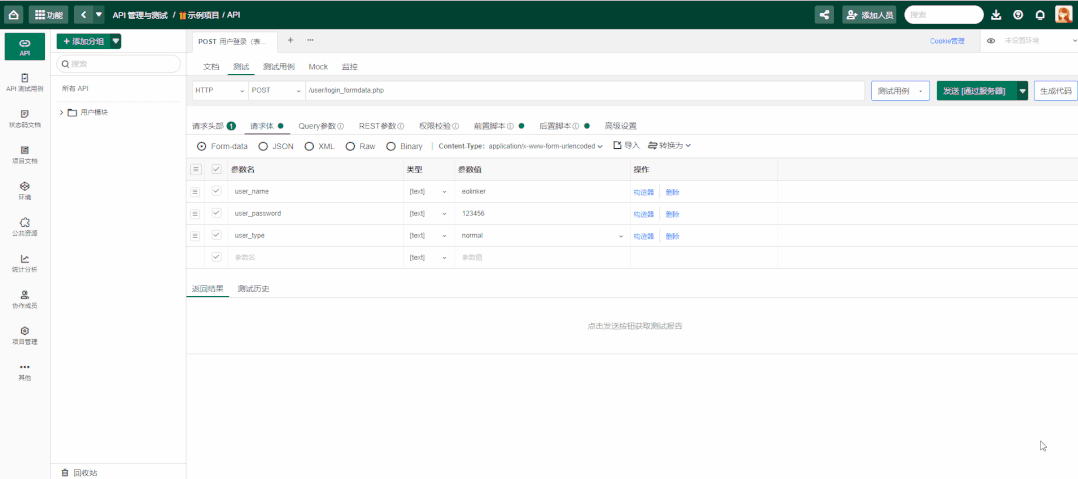 功能 API 管理与测试 / 示例项目 / API 添加人员 搜索
API
API 测试用例
状态码文档
项目文档
环境
公共资源
统计分析
协作成员
项目管理
其他
+ 添加分组
搜索
所有 API
用户模块
回收站
POST 用户登录（表... + ... Cookie管理 未设置环境
文档 测试 测试用例 Mock 监控
HTTP POST /user/login_formdata.php 测试用例 发送 [通过服务器] 生成代码
请求头部 1 请求体 Query参数 REST参数 权限校验 前置脚本 后置脚本 高级设置
Form-data JSON XML Raw Binary Content-Type: application/x-www-form-urlencoded 导入 转换为
参数名 类型 参数值 操作
user_name [text] eolinker 构造器 删除
user_password [text] 123456 构造器 删除
user_type [text] normal 构造器 删除
参数名 [text] 参数值
返回结果 测试历史
点击发送按钮获取测试报告